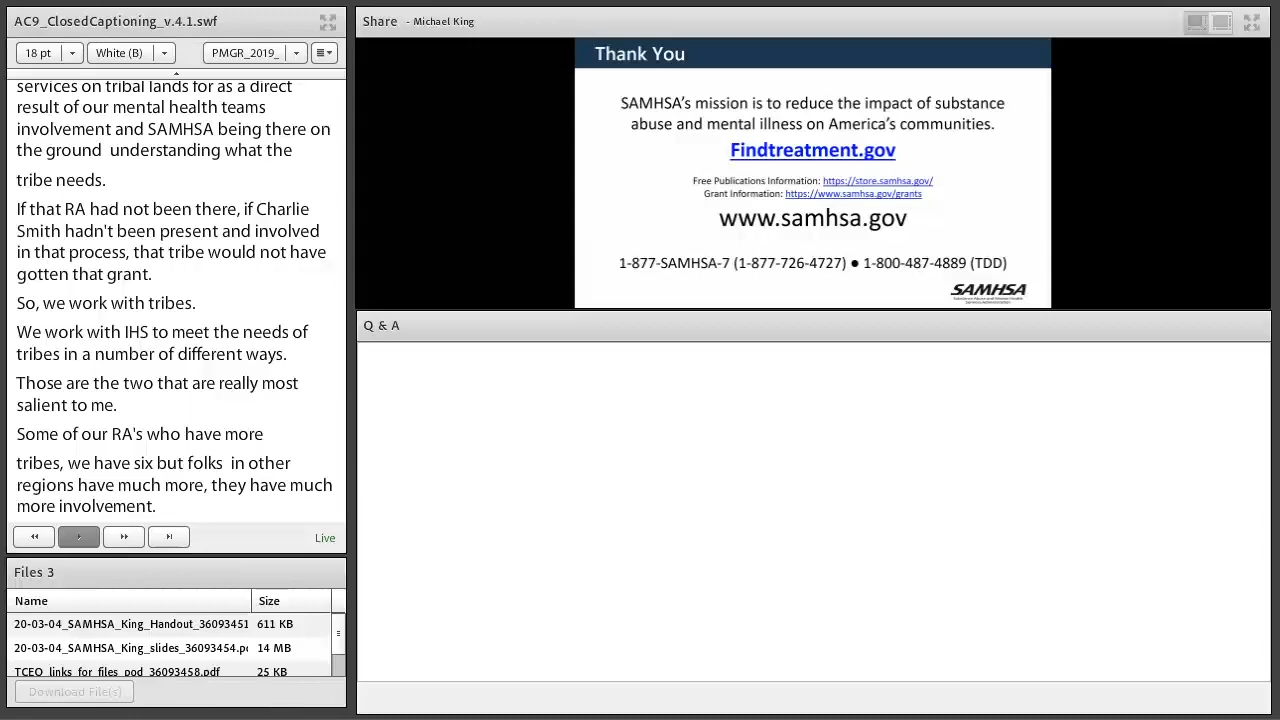 AC9_ClosedCaptioning_v.4.1.swf
18 pt
White (B)
PMGR_2019_
services on tribal lands for as a direct
result of our mental health teams
involvement and SAMHSA being there on
the ground  understanding what the
tribe needs.
If that RA had not been there, if Charlie
Smith hadn't been present and involved
in that process, that tribe would not have
gotten that grant.
So, we work with tribes.
We work with IHS to meet the needs of
tribes in a number of different ways.
Those are the two that are really most
salient to me.
Some of our RA's who have more
tribes, we have six but folks  in other
regions have much more, they have much
more involvement.
Live
Files 3
Name Size
20-03-04_SAMHSA_King_Handout_36093451 611 KB
20-03-04_SAMHSA_King_slides_36093454.pc 14 MB
TCEO_links_for_files_pod_36093458.pdf 25 KB
Download File(s)
Share - Michael King
Thank You
SAMHSA's mission is to reduce the impact of substance
abuse and mental illness on America's communities.
Findtreatment.gov
Free Publications Information: https://store.samhsa.gov/
Grant Information: https://www.samhsa.gov/grants
www.samhsa.gov
1-877-SAMHSA-7 (1-877-726-4727) ● 1-800-487-4889 (TDD)
SAMHSA
Q & A